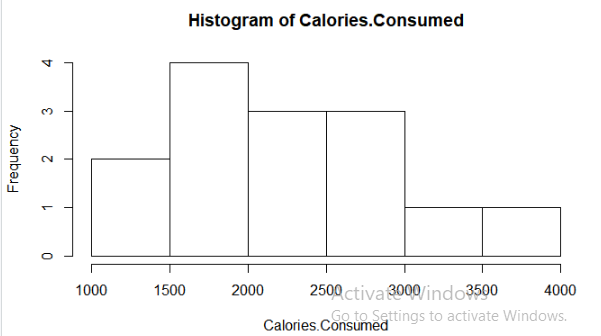 Histogram of Calories.Consumed
Frequency
4
3
2
1
0
1000 1500 2000 2500 3000 3500 4000
Activate Windows
Go to Settings to activate Windows.
Calories.Consumed